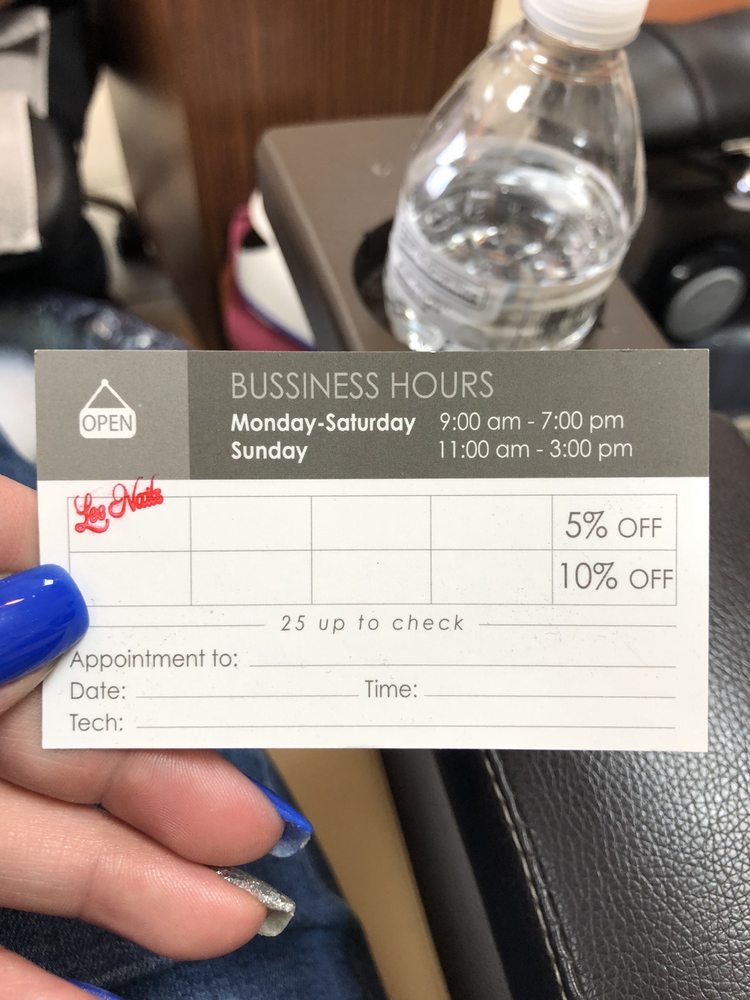 OPEN
BUSSINESS HOURS
Monday-Saturday 9:00 am - 7:00 pm
Sunday 11:00 am - 3:00 pm
Lee Nails
5% OFF
10% OFF
25 up to check
Appointment to:
Date: Time:
Tech: